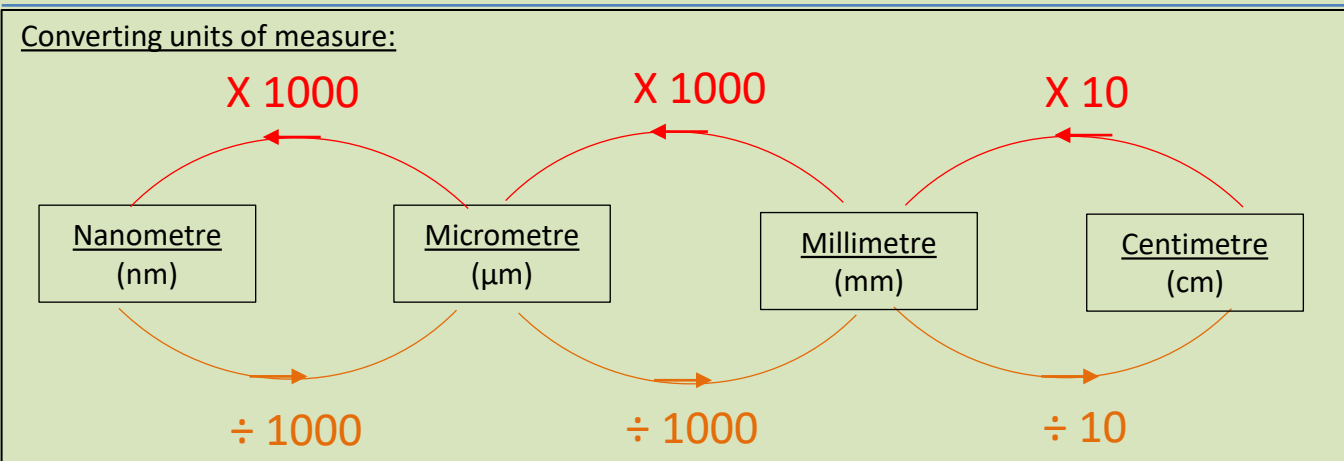 Converting units of measure:
X 1000
X 1000
X 10
Nanometre
(nm)
Micrometre
(µm)
Millimetre
(mm)
Centimetre
(cm)
÷ 1000
÷ 1000
÷ 10